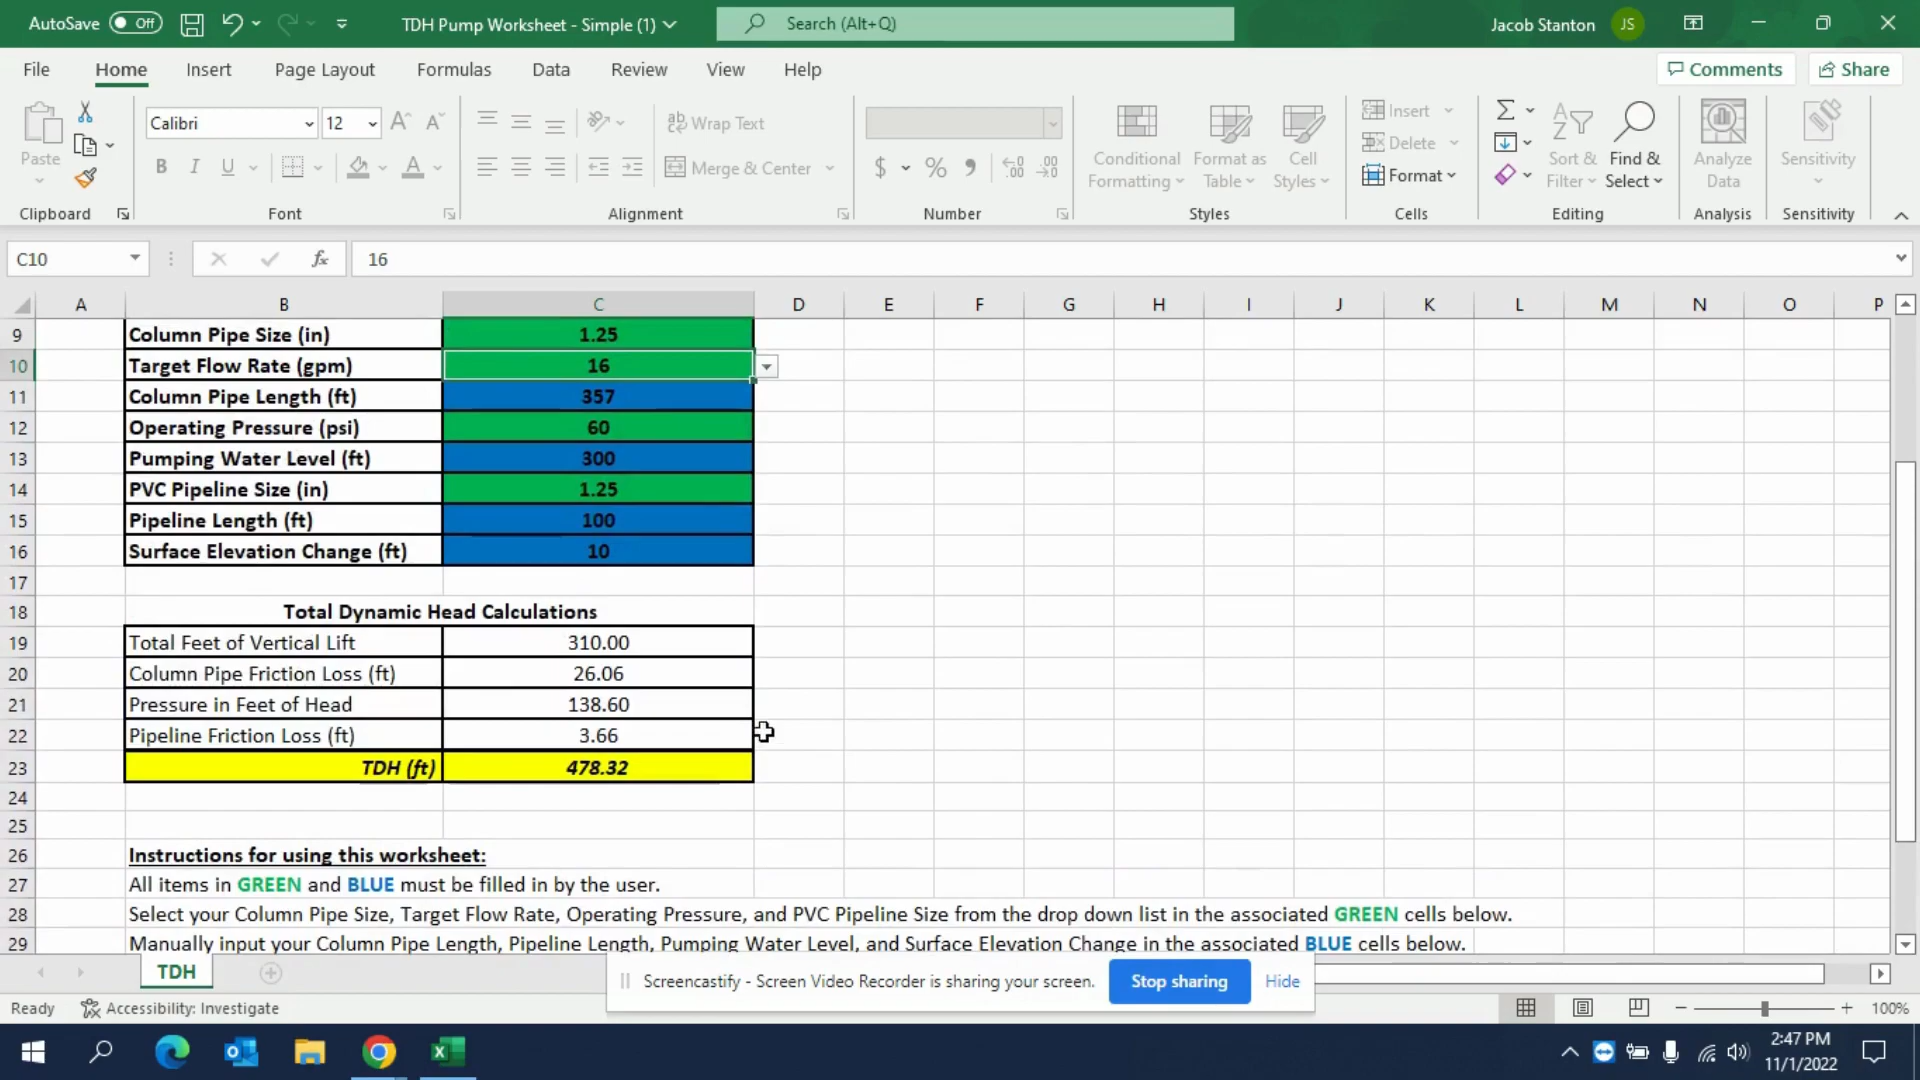 AutoSave Off TDH Pump Worksheet - Simple (1) Search (Alt+Q) Jacob Stanton JS
File Home Insert Page Layout Formulas Data Review View Help Comments Share
Calibri 12 Wrap Text Insert
Paste B I U Merge & Center $ % Conditional Formatting Format as Table Cell Styles Delete Format Sort & Filter Find & Select Analyze Data Sensitivity
Clipboard Font Alignment Number Styles Cells Editing Analysis Sensitivity
C10 fx 16
A B C D E F G H I J K L M N O P
9 Column Pipe Size (in) 1.25
10 Target Flow Rate (gpm) 16
11 Column Pipe Length (ft) 357
12 Operating Pressure (psi) 60
13 Pumping Water Level (ft) 300
14 PVC Pipeline Size (in) 1.25
15 Pipeline Length (ft) 100
16 Surface Elevation Change (ft) 10
17
18 Total Dynamic Head Calculations
19 Total Feet of Vertical Lift 310.00
20 Column Pipe Friction Loss (ft) 26.06
21 Pressure in Feet of Head 138.60
22 Pipeline Friction Loss (ft) 3.66
23 TDH (ft) 478.32
24
25
26 Instructions for using this worksheet:
27 All items in GREEN and BLUE must be filled in by the user.
28 Select your Column Pipe Size, Target Flow Rate, Operating Pressure, and PVC Pipeline Size from the drop down list in the associated GREEN cells below.
29 Manually input your Column Pipe Length, Pipeline Length, Pumping Water Level, and Surface Elevation Change in the associated BLUE cells below.
TDH
Screencastify - Screen Video Recorder is sharing your screen. Stop sharing Hide
Ready Accessibility: Investigate 100%
2:47 PM
11/1/2022